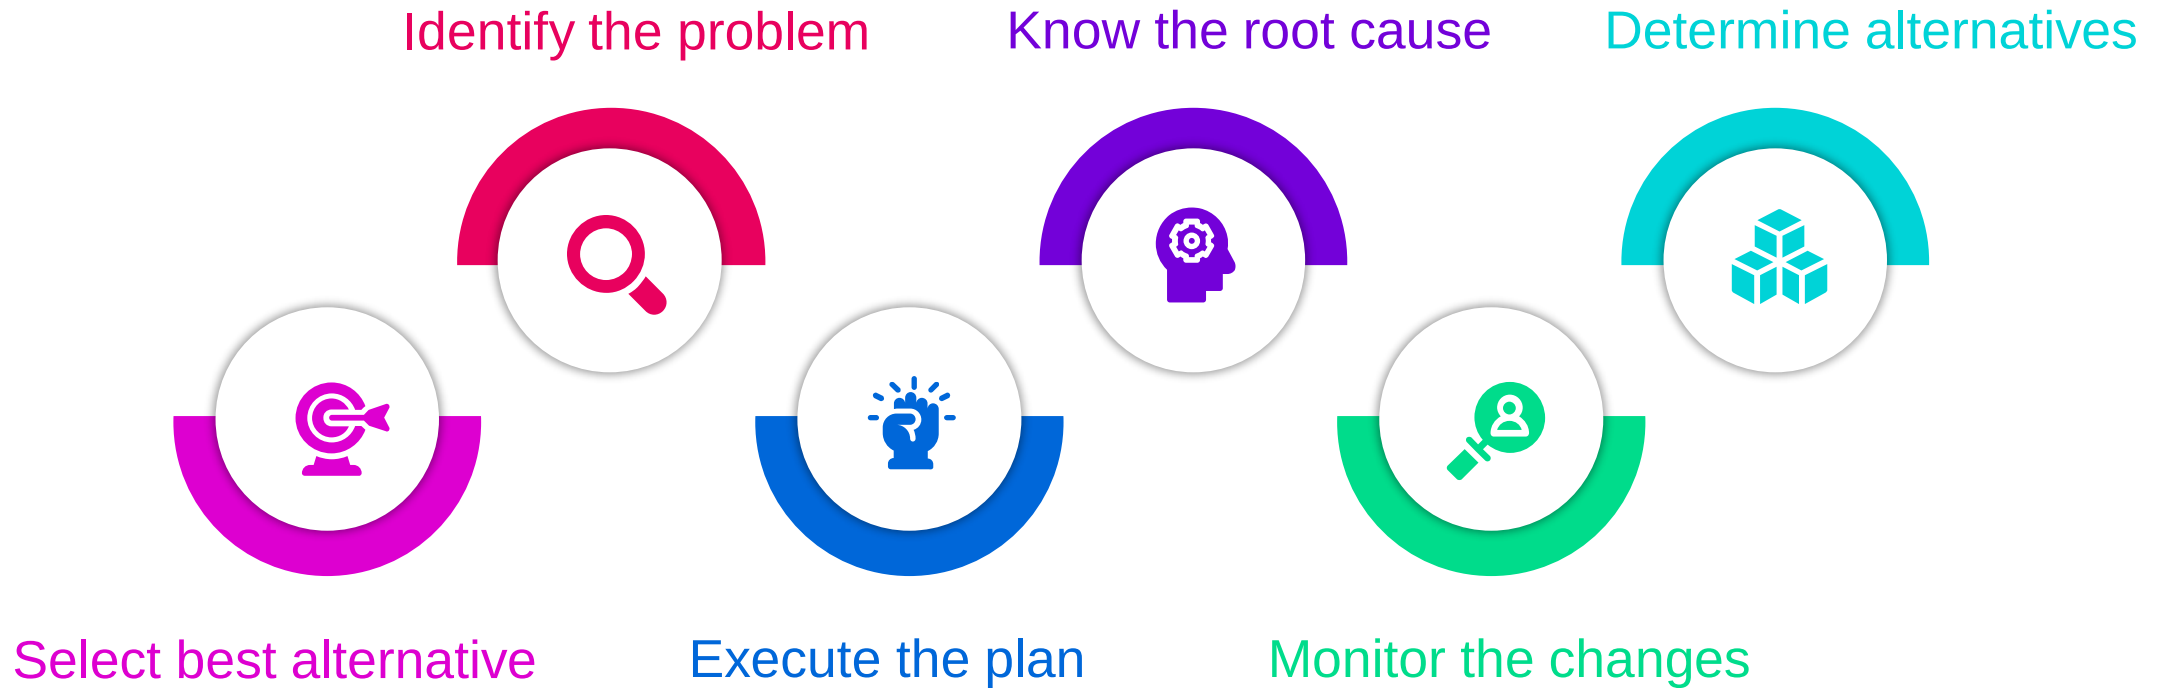 Identify the problem
Know the root cause
Determine alternatives
Select best alternative
Execute the plan
Monitor the changes